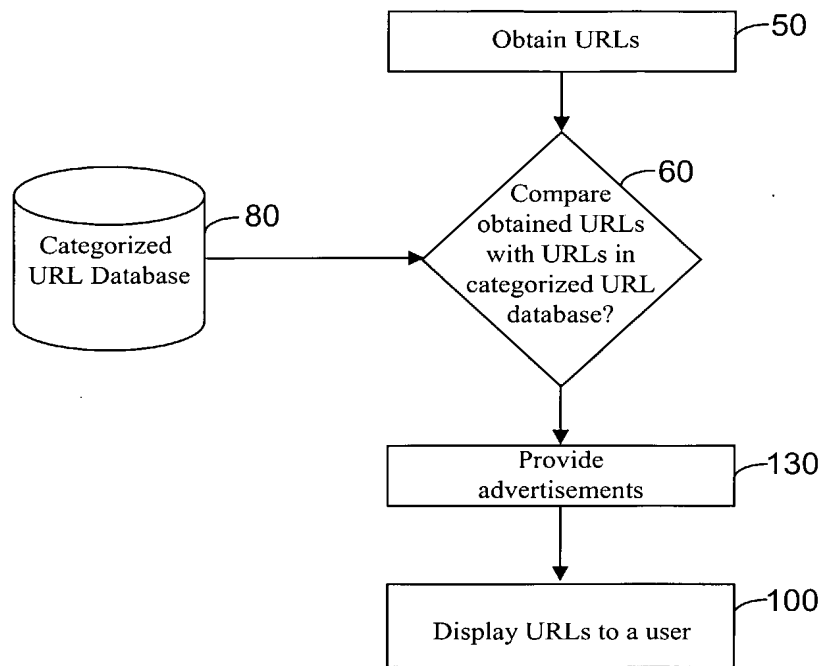 Obtain URLs
50
60
Compare
obtained URLs
with URLs in
categorized URL
database?
80
Categorized
URL Database
Provide
advertisements
130
Display URLs to a user
100